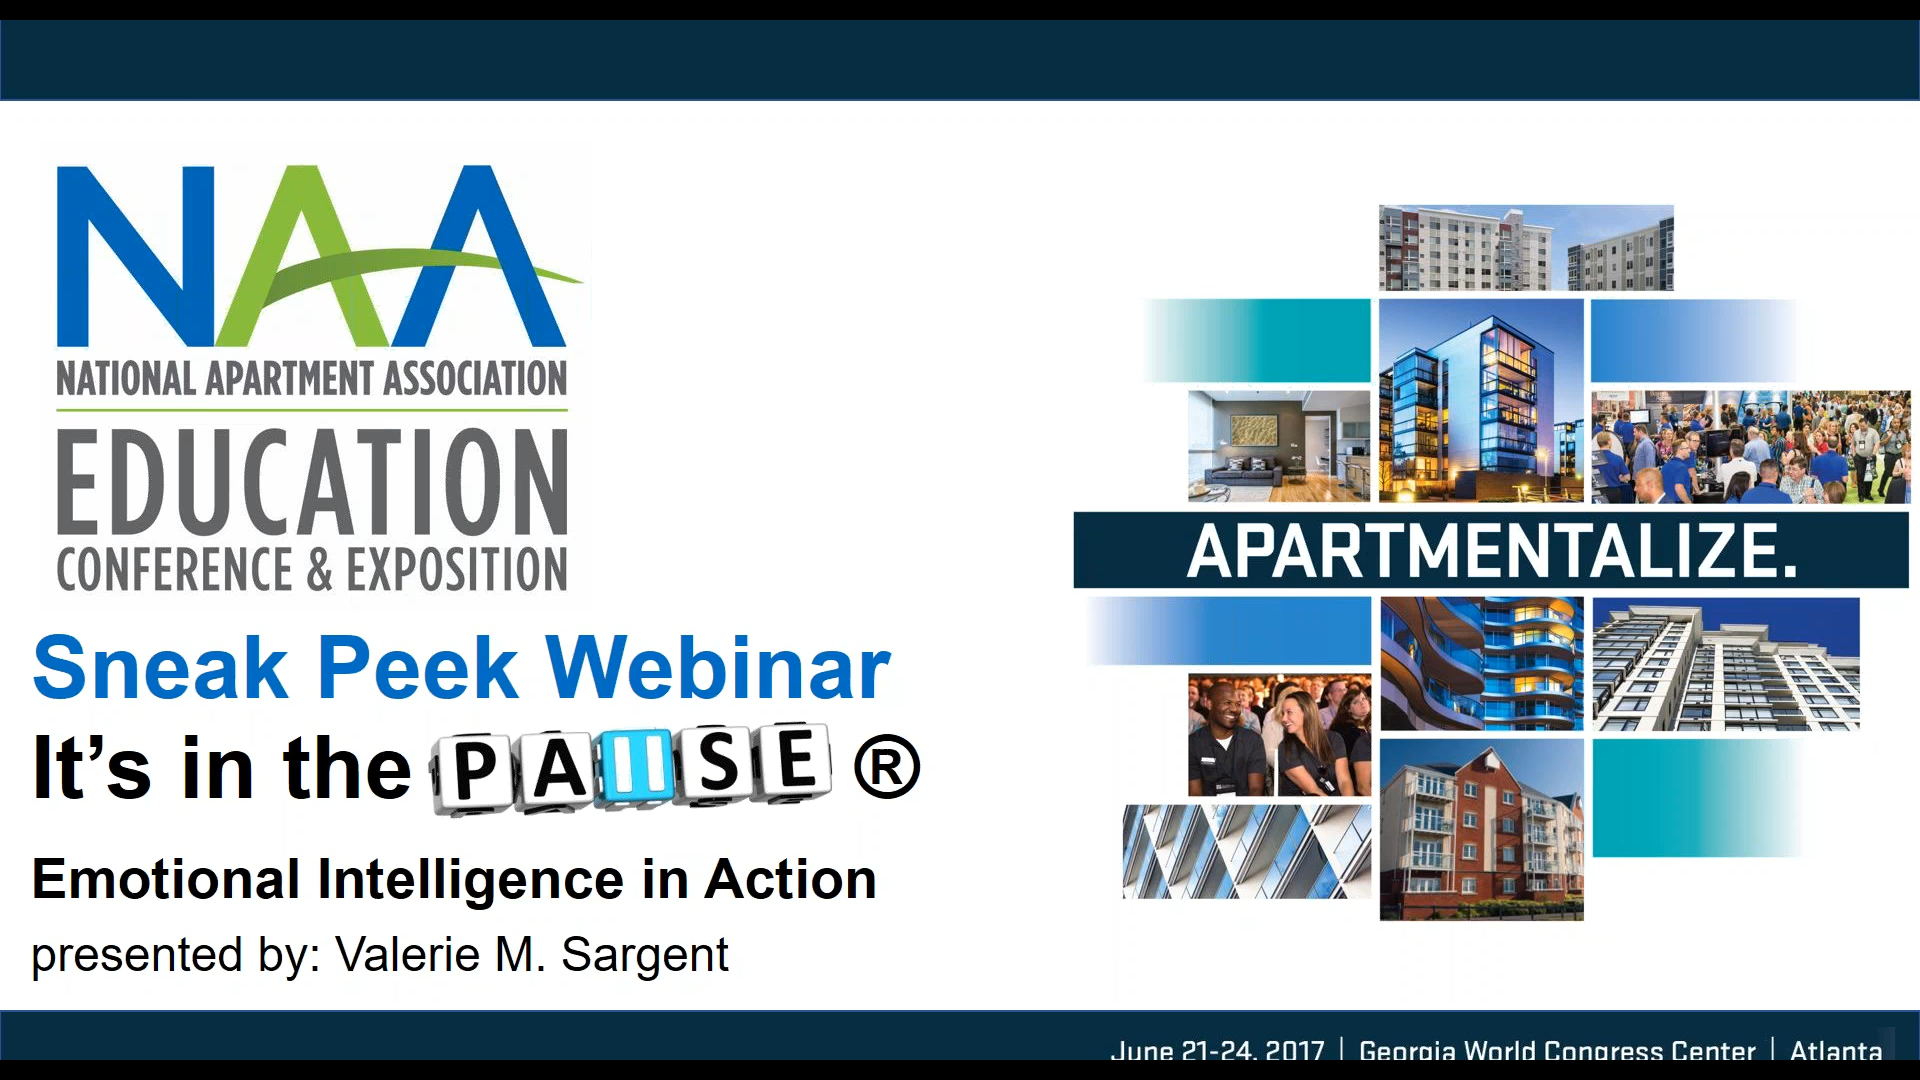 NAA
NATIONAL APARTMENT ASSOCIATION
EDUCATION
CONFERENCE & EXPOSITION
Sneak Peek Webinar
It's in the PAUSE ®
Emotional Intelligence in Action
presented by: Valerie M. Sargent
APARTMENTALIZE.
June 21-24, 2017 | Georgia World Congress Center | Atlanta